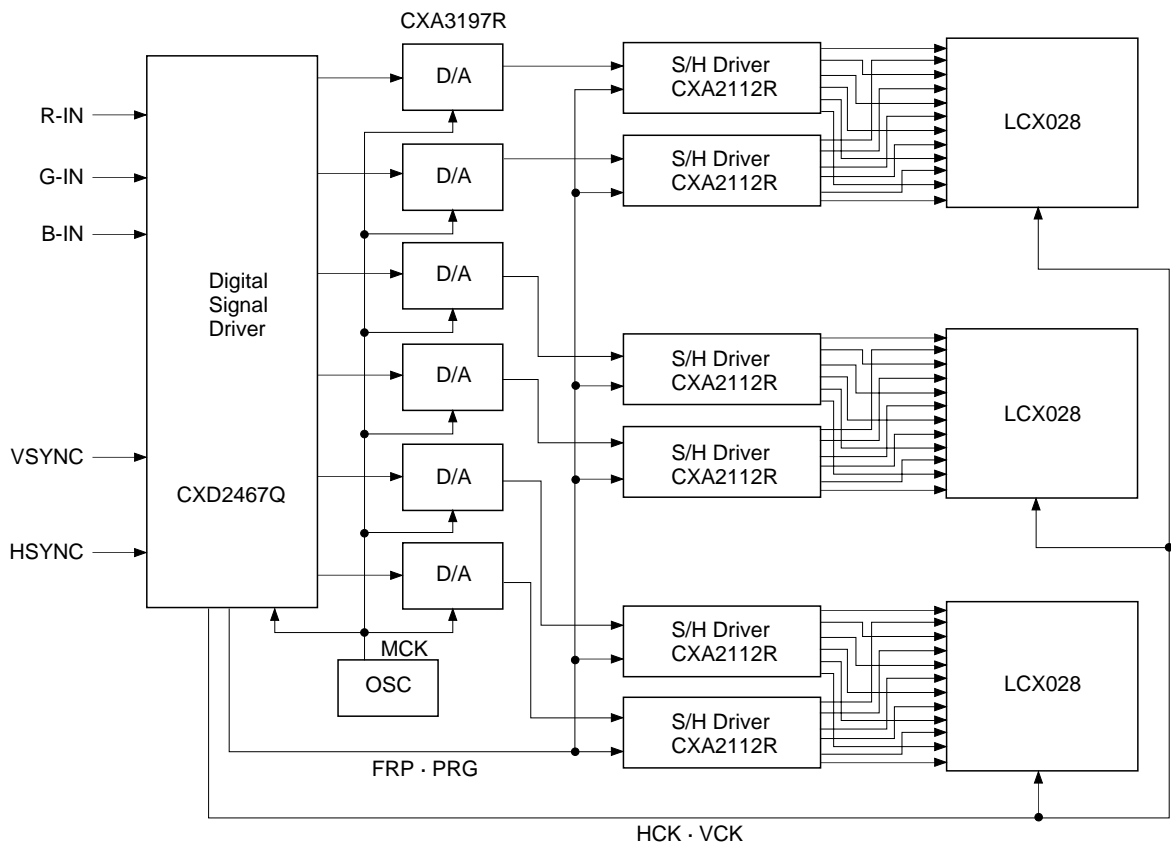 CXA3197R
R-IN
G-IN
B-IN
VSYNC
HSYNC
Digital
Signal
Driver
CXD2467Q
D/A
D/A
D/A
D/A
D/A
D/A
MCK
OSC
FRP · PRG
HCK · VCK
S/H Driver
CXA2112R
S/H Driver
CXA2112R
S/H Driver
CXA2112R
S/H Driver
CXA2112R
S/H Driver
CXA2112R
S/H Driver
CXA2112R
LCX028
LCX028
LCX028